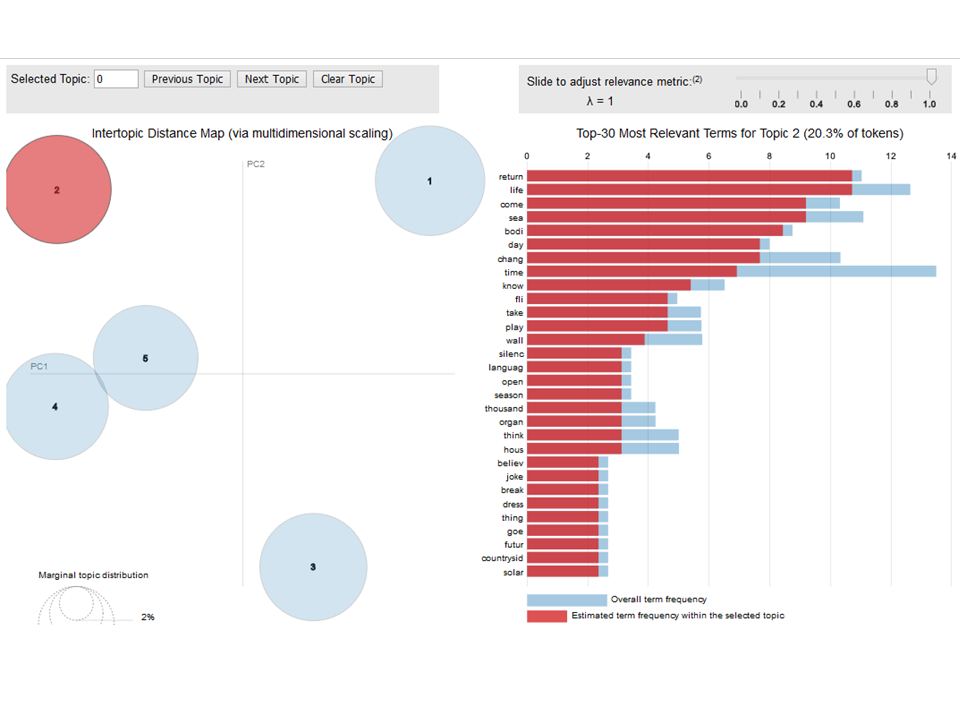 Selected Topic: 0 Previous Topic Next Topic Clear Topic
Slide to adjust relevance metric:(2)
λ = 1
0.0 0.2 0.4 0.6 0.8 1.0
Intertopic Distance Map (via multidimensional scaling)
PC2
PC1
1
2
5
4
3
Marginal topic distribution
2%
Top-30 Most Relevant Terms for Topic 2 (20.3% of tokens)
0 2 4 6 8 10 12 14
return
life
come
sea
bodi
day
chang
time
know
fli
take
play
wall
silenc
languag
open
season
thousand
organ
think
hous
believ
joke
break
dress
thing
goe
futur
countrysid
solar
Overall term frequency
Estimated term frequency within the selected topic